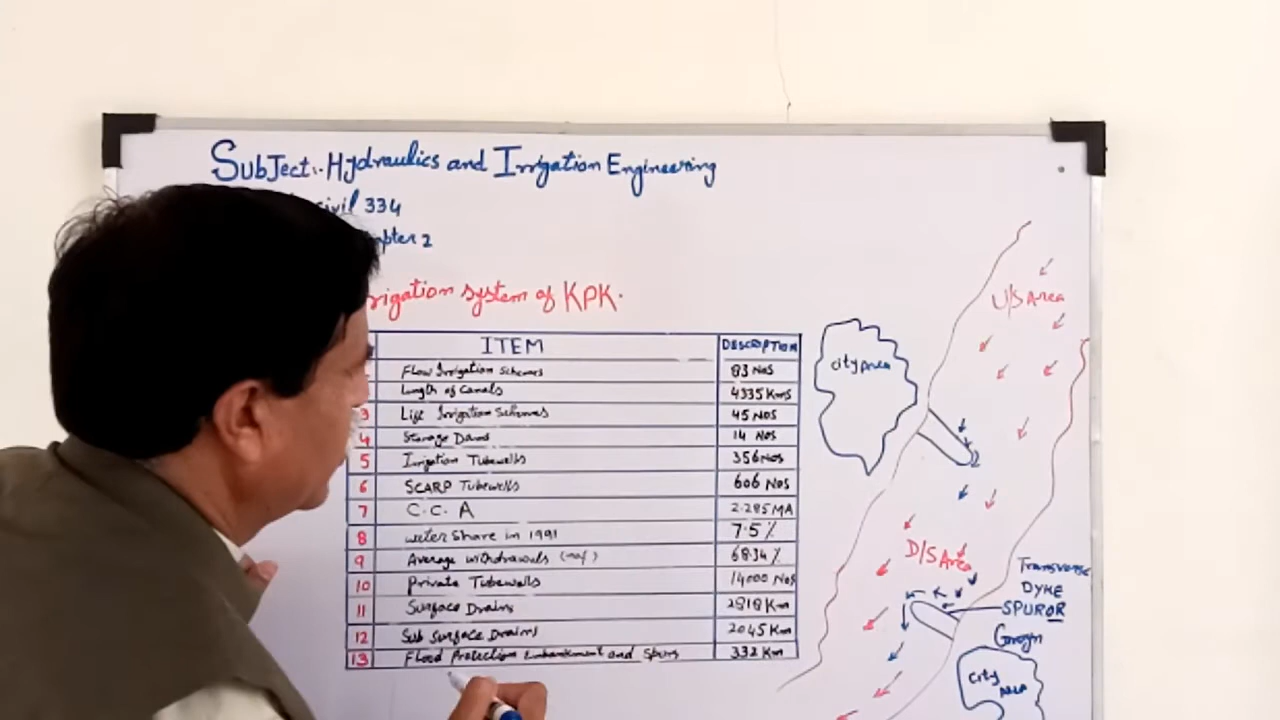 SubJect:- Hydraulics and Irrigation Engineering
civil 334
pter 2
rrigation system of KPK.
ITEM DESCRIPTION
Flow Irrigation Schemes 83 Nos
Length of Canals 4335 Kms
3 Lift Irrigation Schemes 45 Nos
4 Storage Dams 14 Nos
5 Irrigation Tubewells 356 Nos
6 SCARP Tubewells 606 Nos
7 C.C.A 2.285 MA
8 water Share in 1991 7.5%
9 Average withdrawals 68.34%
10 Private Tubewells 14000 Nos
11 Surface Drains 2818 Km
12 Sub Surface Drains 2045 Km
13 Flood Protection Embankment and Spurs 332 Km
U/S Area
city Area
D/S Area
Transverse
DYKE
SPUR OR
Groyn
city
Area